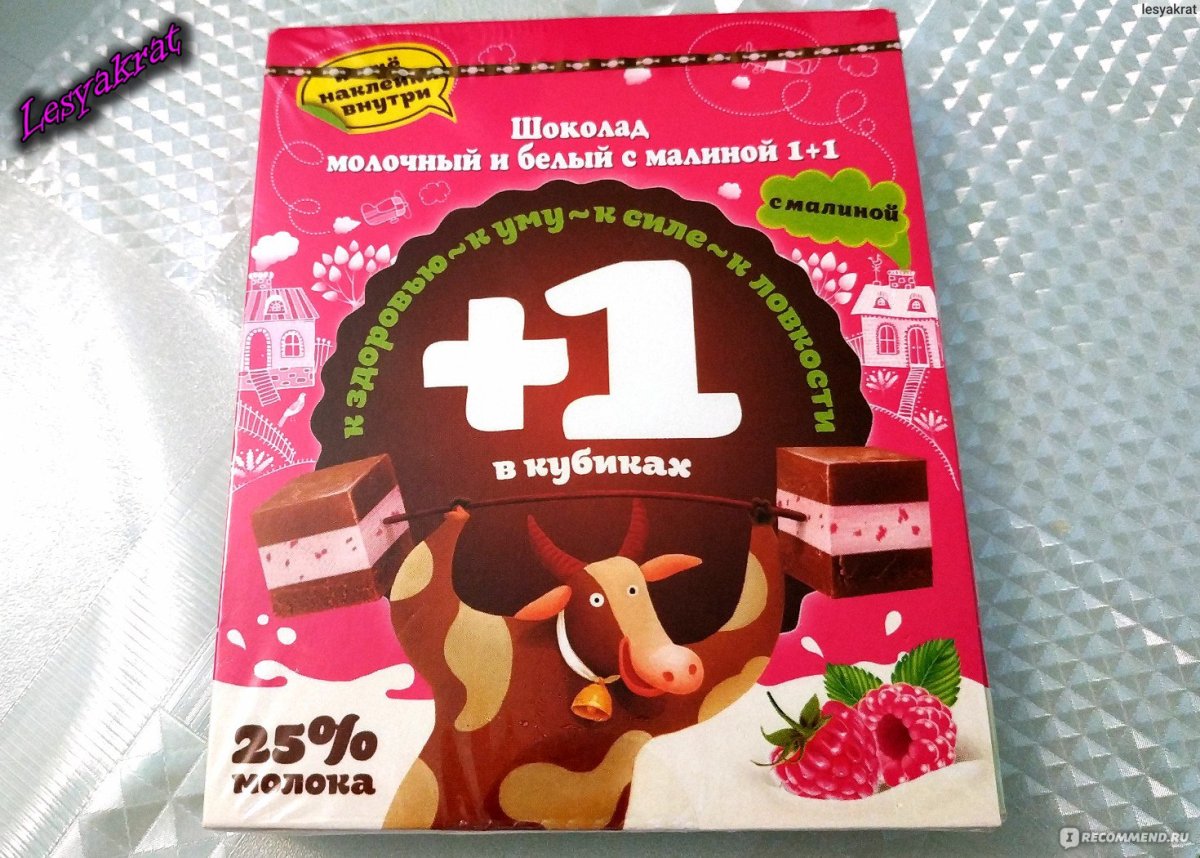 lesyakrat
Lesyakrat
наклейки
внутри
Шоколад
молочный и белый с малиной 1+1
с малиной
к здоровью~к уму~к силе~к ловкости
+1
в кубиках
25%
молока
I RECOMMEND.RU